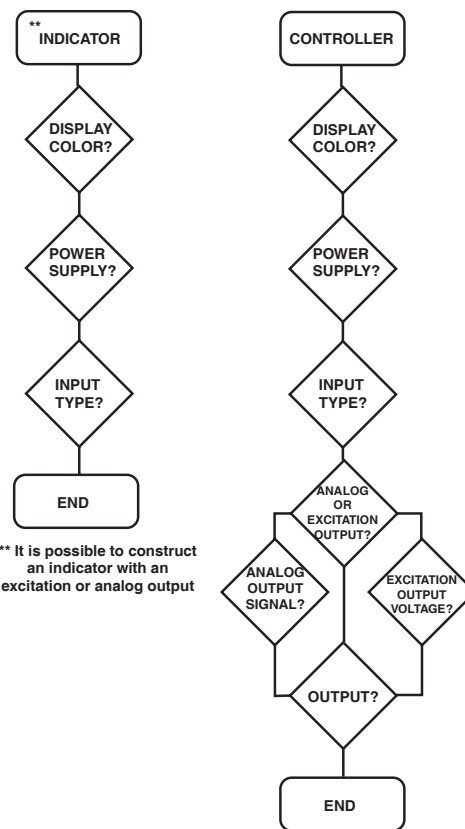 ** INDICATOR
DISPLAY
COLOR?
POWER
SUPPLY?
INPUT
TYPE?
END
** It is possible to construct
an indicator with an
excitation or analog output
CONTROLLER
DISPLAY
COLOR?
POWER
SUPPLY?
INPUT
TYPE?
ANALOG
OR
EXCITATION
OUTPUT?
ANALOG
OUTPUT
SIGNAL?
EXCITATION
OUTPUT
VOLTAGE?
OUTPUT?
END